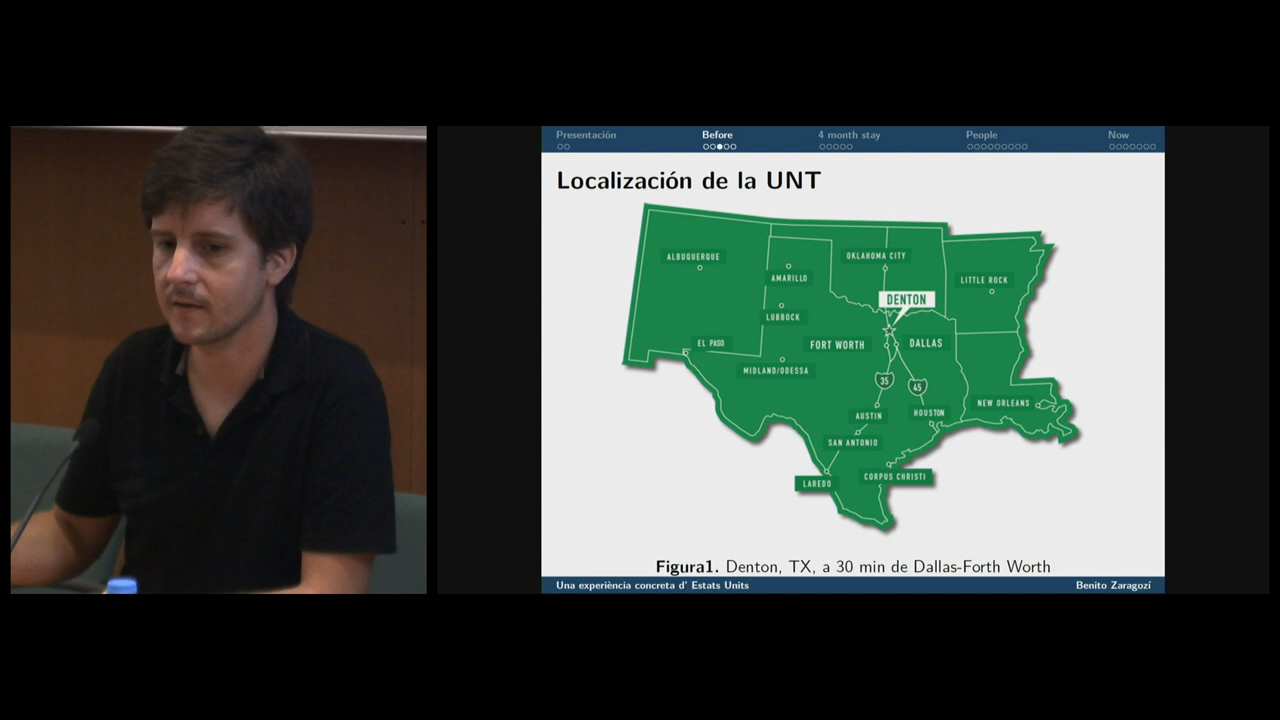 Presentación Before 4 month stay People Now
Localización de la UNT
ALBUQUERQUE
OKLAHOMA CITY
AMARILLO
LITTLE ROCK
DENTON
LUBBOCK
EL PASO
FORT WORTH
DALLAS
MIDLAND/ODESSA
35
45
NEW ORLEANS
AUSTIN
HOUSTON
SAN ANTONIO
LAREDO
CORPUS CHRISTI
Figura1. Denton, TX, a 30 min de Dallas-Forth Worth
Una experiència concreta d' Estats Units
Benito Zaragozí